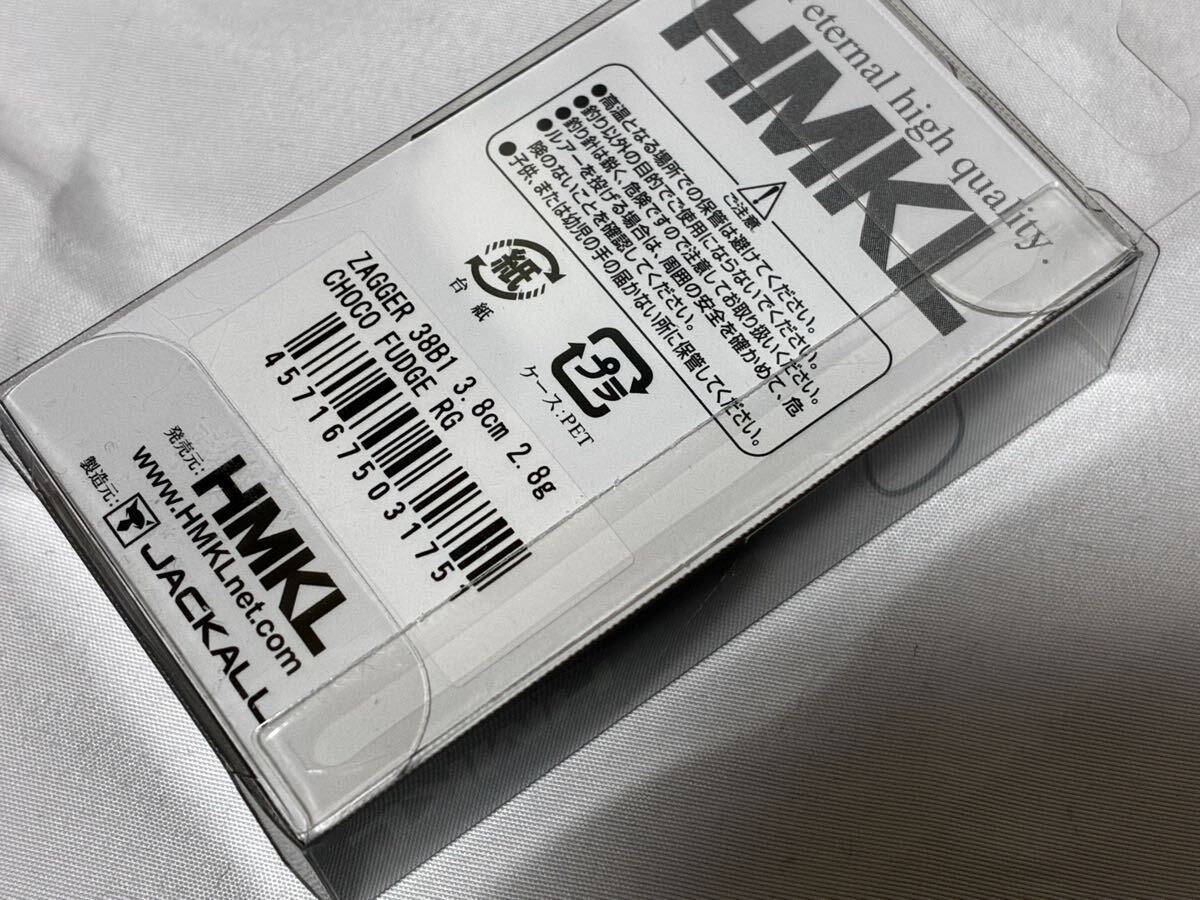 eternal high quality.
HMKL
ご注意
●高温となる場所での保管は避けてください。
●釣り以外の目的でご使用にならないでください。
●釣り針は鋭く、危険ですので注意してお取り扱いください。
●ルアーを投げる場合は、周囲の安全を確かめて、危
険のないことを確認してください。
●子供、または幼児の手の届かない所に保管してください。
紙
台紙
プラ
ケース:PET
ZAGGER 38B1 3.8cm 2.8g
CHOCO FUDGE RG
4571675031751
発売元: HMKL
www.HMKLnet.com
製造元: JACKALL